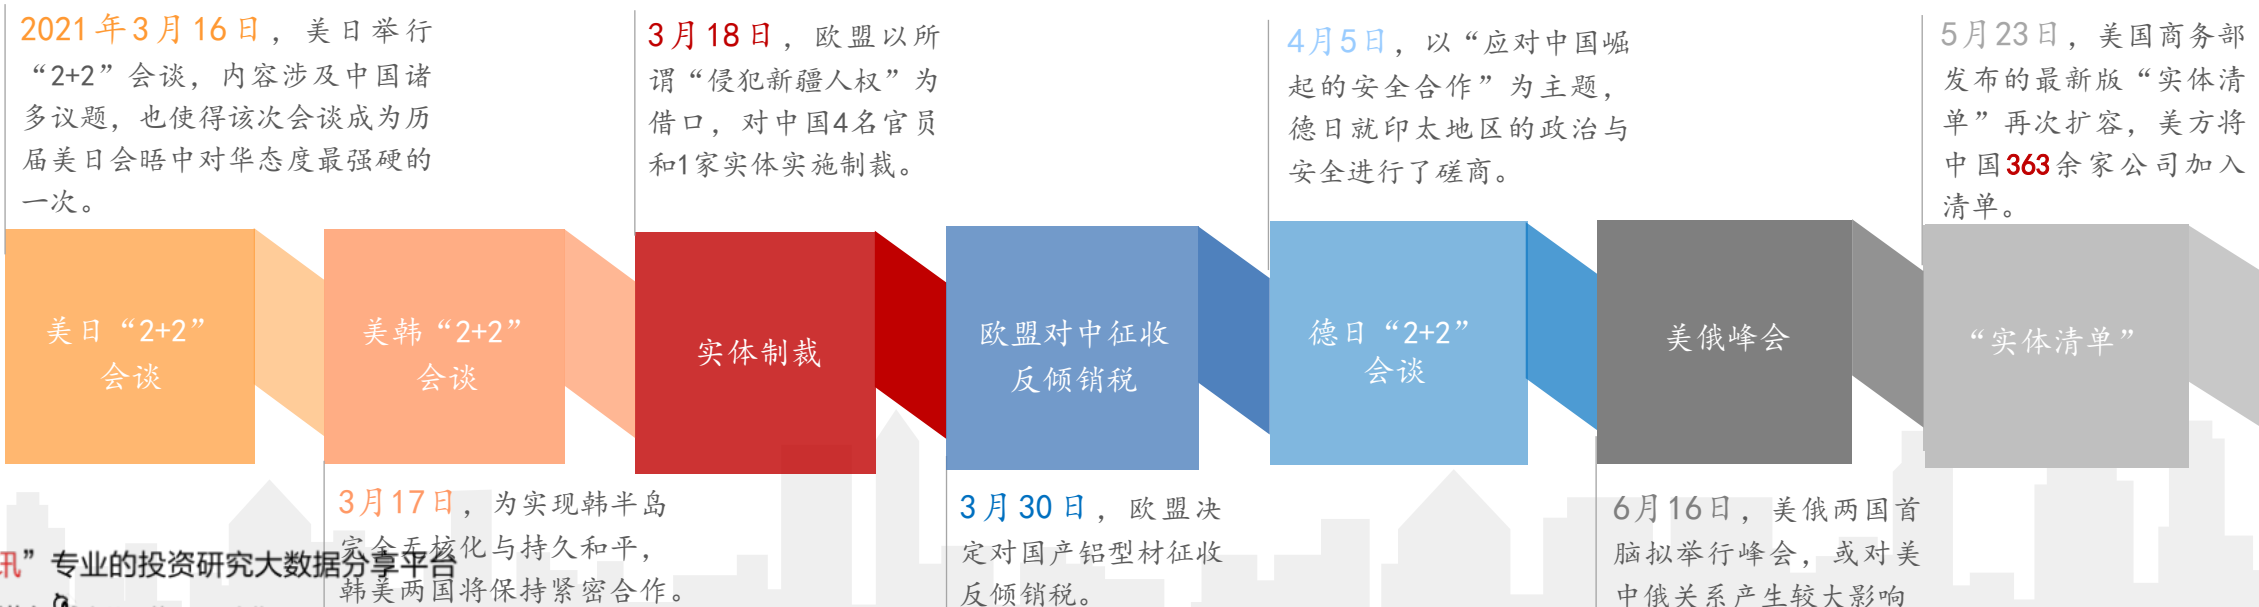 2021年3月16日，美日举行
“2+2”会谈，内容涉及中国诸
多议题，也使得该次会谈成为历
届美日会晤中对华态度最强硬的
一次。
3月18日，欧盟以所
谓“侵犯新疆人权”为
借口，对中国4名官员
和1家实体实施制裁。
4月5日，以“应对中国崛
起的安全合作”为主题，
德日就印太地区的政治与
安全进行了磋商。
5月23日，美国商务部
发布的最新版“实体清
单”再次扩容，美方将
中国363余家公司加入
清单。
美日“2+2”
会谈
美韩“2+2”
会谈
实体制裁
欧盟对中征收
反倾销税
德日“2+2”
会谈
美俄峰会
“实体清单”
3月17日，为实现韩半岛
完全无核化与持久和平，
韩美两国将保持紧密合作。
3月30日，欧盟决
定对国产铝型材征收
反倾销税。
6月16日，美俄两国首
脑拟举行峰会，或对美
中俄关系产生较大影响
讯”专业的投资研究大数据分享平台